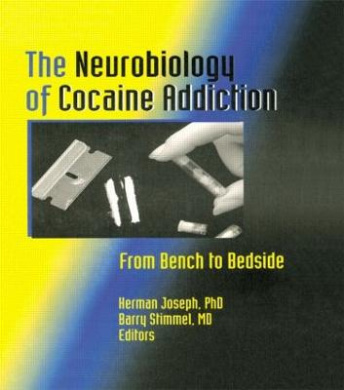 The Neurobiology
of Cocaine Addiction
From Bench to Bedside
Herman Joseph, PhD
Barry Stimmel, MD
Editors